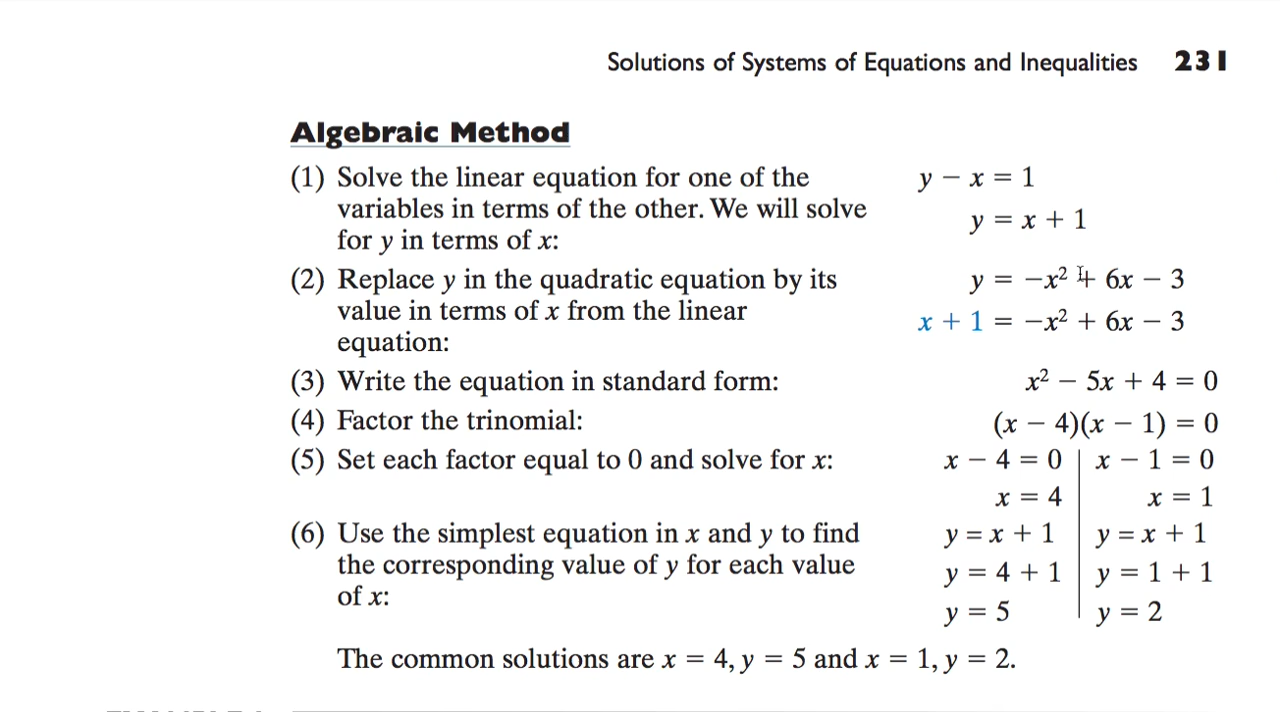 Solutions of Systems of Equations and Inequalities 231
Algebraic Method
(1) Solve the linear equation for one of the y − x = 1
variables in terms of the other. We will solve
for y in terms of x: y = x + 1
(2) Replace y in the quadratic equation by its y = −x² + 6x − 3
value in terms of x from the linear x + 1 = −x² + 6x − 3
equation:
(3) Write the equation in standard form: x² − 5x + 4 = 0
(4) Factor the trinomial: (x − 4)(x − 1) = 0
(5) Set each factor equal to 0 and solve for x: x − 4 = 0 | x − 1 = 0
x = 4 | x = 1
(6) Use the simplest equation in x and y to find y = x + 1 | y = x + 1
the corresponding value of y for each value y = 4 + 1 | y = 1 + 1
of x: y = 5 | y = 2
The common solutions are x = 4, y = 5 and x = 1, y = 2.